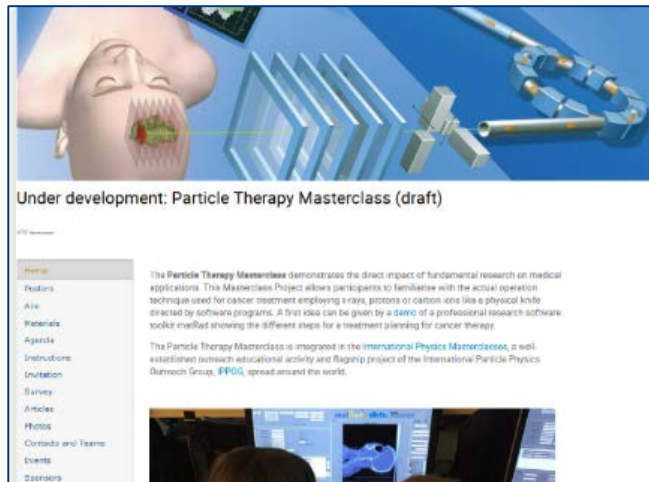 Under development: Particle Therapy Masterclass (draft)
Home
Posters
Aile
Materials
Agenda
Instructions
Invitation
Survey
Articles
Photos
Contacts and Teams
Events
Sponsors
The Particle Therapy Masterclass demonstrates the direct impact of fundamental research on medical
applications. This Masterclass Project allows participants to familiarise with the actual operation
technique used for cancer treatment employing x-rays, protons or carbon ions like a physical knife
directed by software programs. A first idea can be given by a demo of a professional research software
toolkit matRad showing the different steps for a treatment planning for cancer therapy.
The Particle Therapy Masterclass is integrated in the International Physics Masterclasses, a well-
established outreach educational activity and flagship project of the International Particle Physics
Outreach Group, IPPOG, spread around the world.